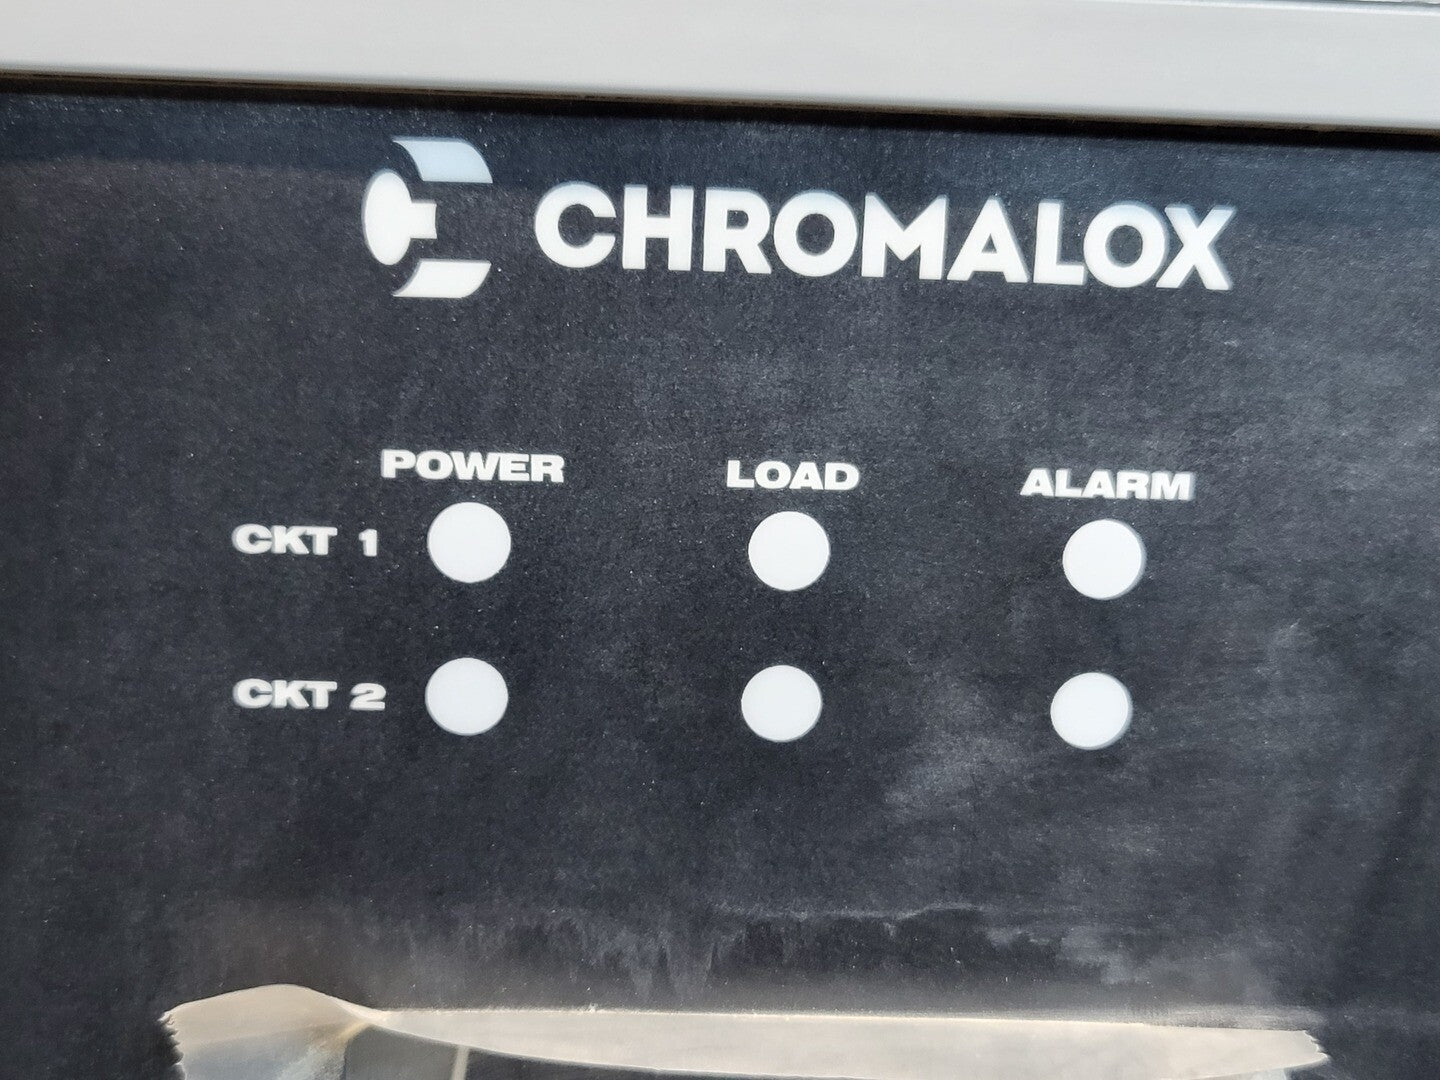 CHROMALOX
POWER LOAD ALARM
CKT 1
CKT 2